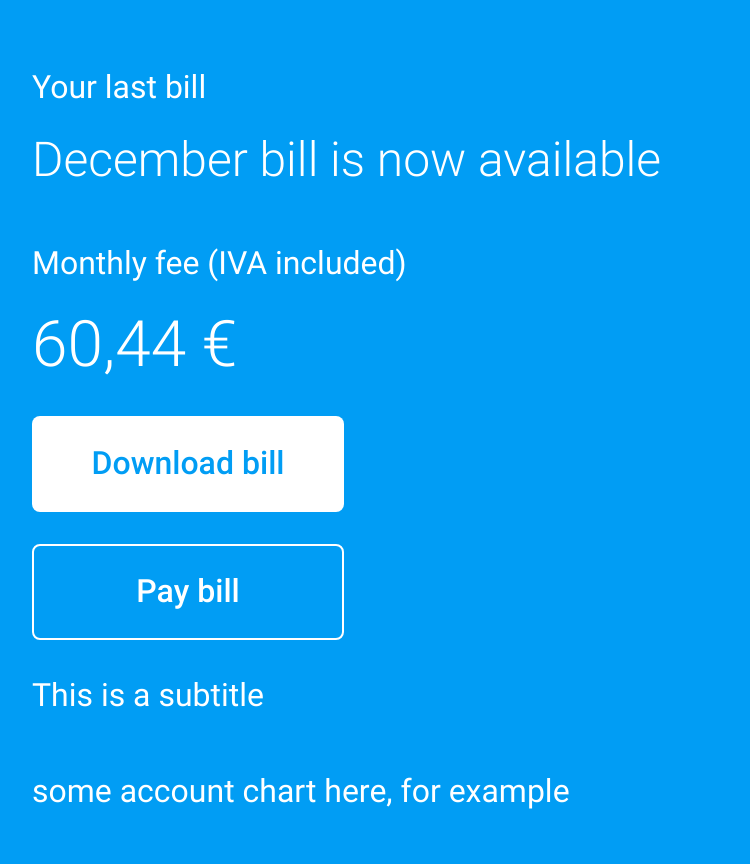 Your last bill
December bill is now available
Monthly fee (IVA included)
60,44 €
Download bill
Pay bill
This is a subtitle
some account chart here, for example